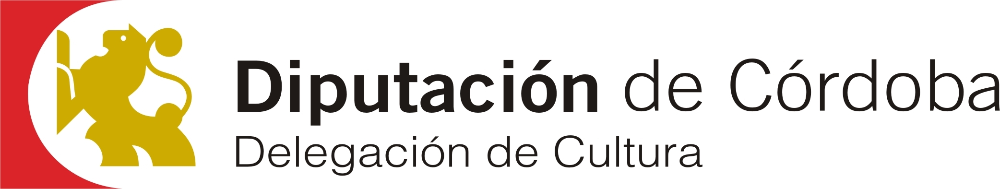 Diputación de Córdoba
Delegación de Cultura